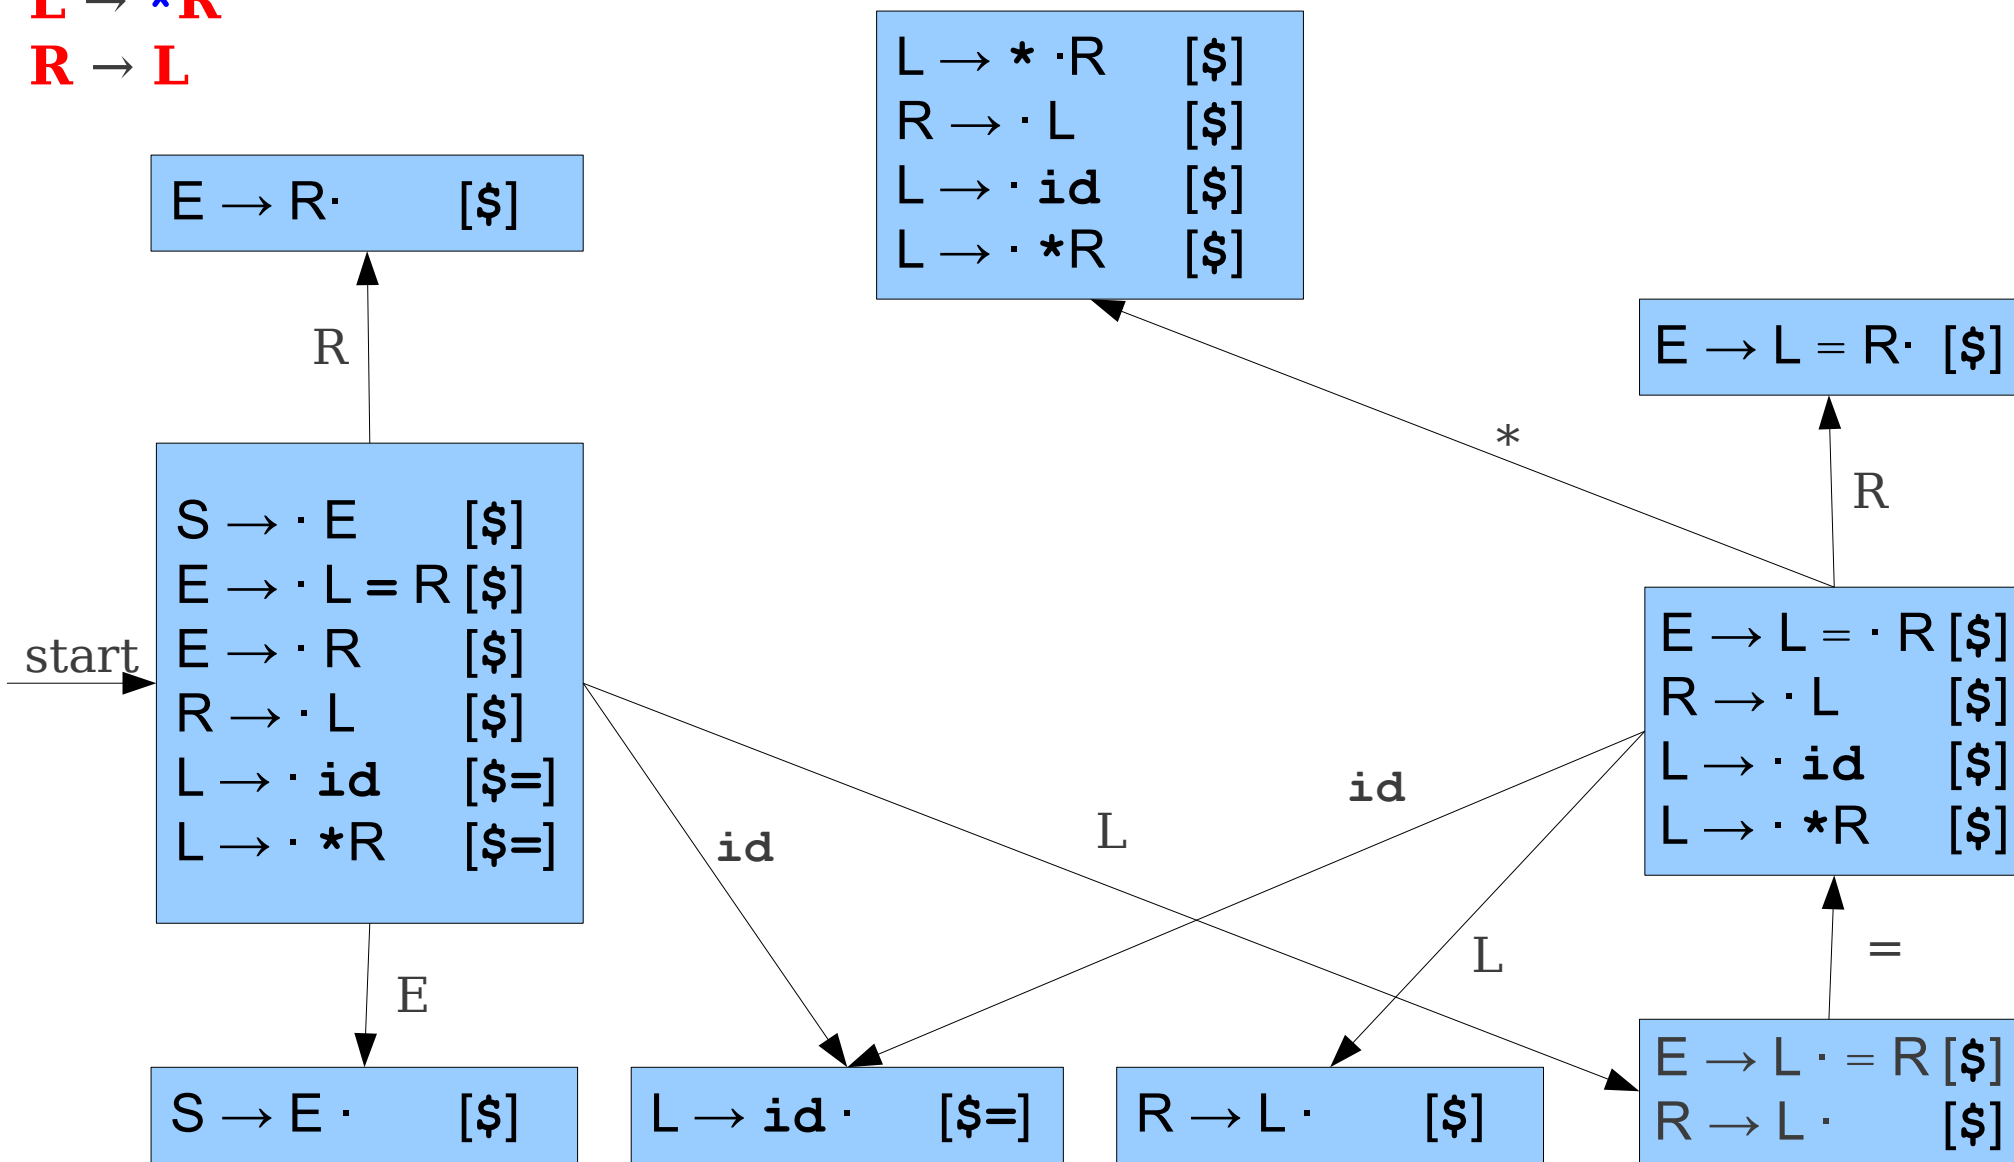 L → *R
R → L
L → * ·R [$]
R → · L [$]
L → · id [$]
L → · *R [$]
E → R· [$]
R
E → L = R· [$]
*
R
S → · E [$]
E → · L = R [$]
E → · R [$]
R → · L [$]
L → · id [$=]
L → · *R [$=]
start
E → L = · R [$]
R → · L [$]
L → · id [$]
L → · *R [$]
id
L
id
L
=
E
S → E · [$]
L → id · [$=]
R → L · [$]
E → L · = R [$]
R → L · [$]